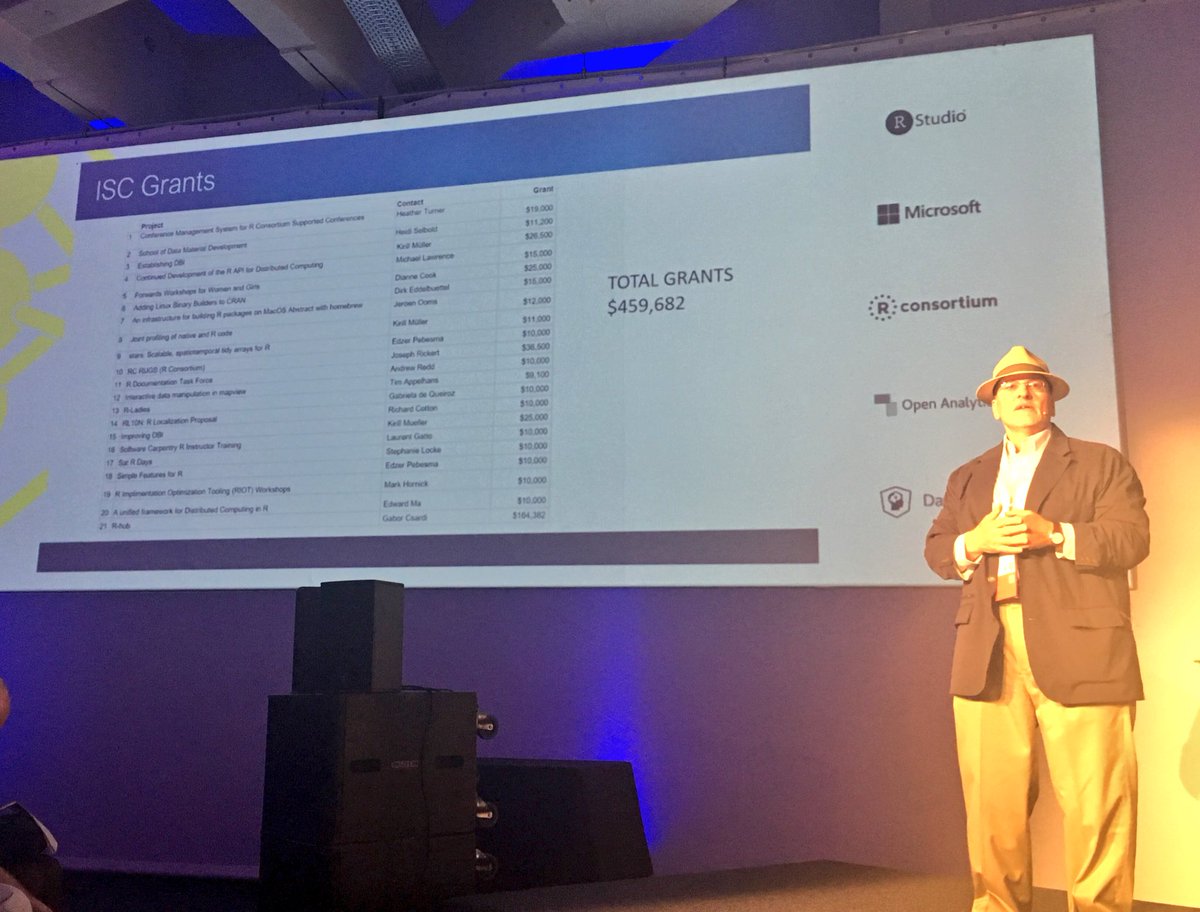 ISC Grants
Project Contact Grant
1 Conference Management System for R Consortium Supported Conferences Heather Turner $19,000
2 School of Data Material Development Heidi Seibold $11,200
3 Establishing DBI Kirill Müller $26,500
4 Continued Development of the R API for Distributed Computing Michael Lawrence $15,000
5 Forwards Workshops for Women and Girls Dianne Cook $25,000
6 Adding Linux Binary Builders to CRAN Dirk Eddelbuettel $15,000
7 An infrastructure for building R packages on MacOS Abstract with homebrew Jeroen Ooms $12,000
8 Joint profiling of native and R code Kirill Müller $11,000
9 stars: Scalable, spatiotemporal tidy arrays for R Edzer Pebesma $10,000
10 RC RUGS (R Consortium) Joseph Rickert $36,500
11 R Documentation Task Force Andrew Redd $10,000
12 Interactive data manipulation in mapview Tim Appelhans $9,100
13 R-Ladies Gabriela de Queiroz $10,000
14 RL10N: R Localization Proposal Richard Cotton $10,000
15 Improving DBI Kirill Mueller $25,000
16 Software Carpentry R Instructor Training Laurent Gatto $10,000
17 Sat R Days Stephanie Locke $10,000
18 Simple Features for R Edzer Pebesma $10,000
19 R Implimentation Optimization Tooling (RIOT) Workshops Mark Hornick $10,000
20 A unified framework for Distributed Computing in R Edward Ma $10,000
21 R-hub Gabor Csardi $164,382
TOTAL GRANTS
$459,682
R Studio
Microsoft
R consortium
Open Analyt
Da